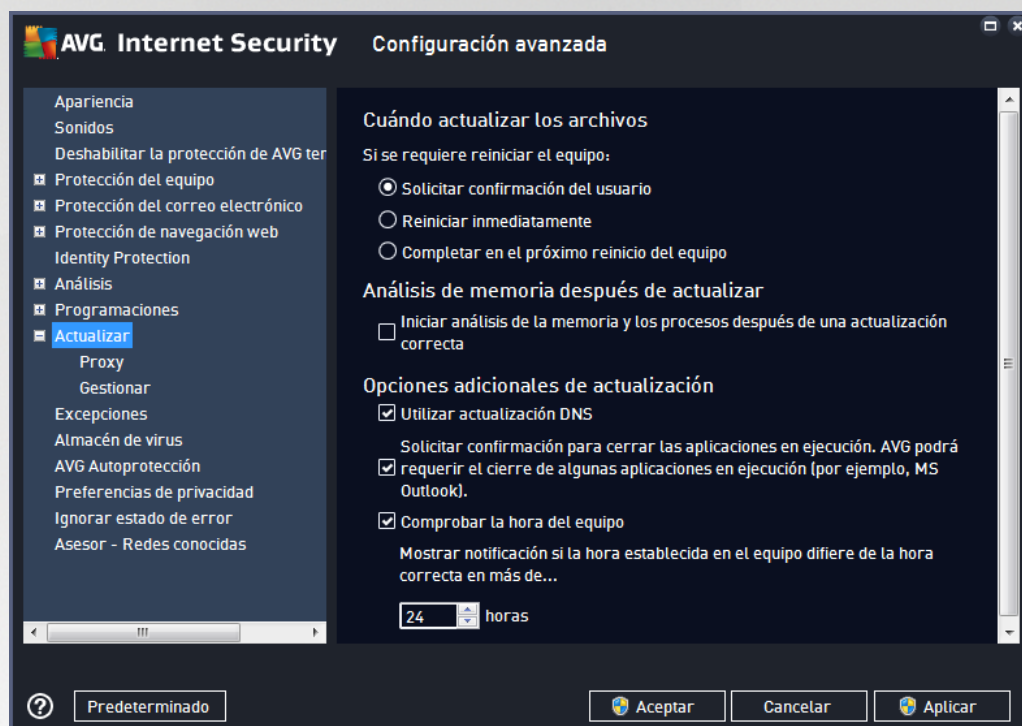 AVG. Internet Security
Configuración avanzada
Apariencia
Sonidos
Deshabilitar la protección de AVG ter
Protección del equipo
Protección del correo electrónico
Protección de navegación web
Identity Protection
Análisis
Programaciones
Actualizar
Proxy
Gestionar
Excepciones
Almacén de virus
AVG Autoprotección
Preferencias de privacidad
Ignorar estado de error
Asesor - Redes conocidas
Cuándo actualizar los archivos
Si se requiere reiniciar el equipo:
Solicitar confirmación del usuario
Reiniciar inmediatamente
Completar en el próximo reinicio del equipo
Análisis de memoria después de actualizar
Iniciar análisis de la memoria y los procesos después de una actualización
correcta
Opciones adicionales de actualización
Utilizar actualización DNS
Solicitar confirmación para cerrar las aplicaciones en ejecución. AVG podrá
requerir el cierre de algunas aplicaciones en ejecución (por ejemplo, MS
Outlook).
Comprobar la hora del equipo
Mostrar notificación si la hora establecida en el equipo difiere de la hora
correcta en más de...
24 horas
Predeterminado
Aceptar
Cancelar
Aplicar